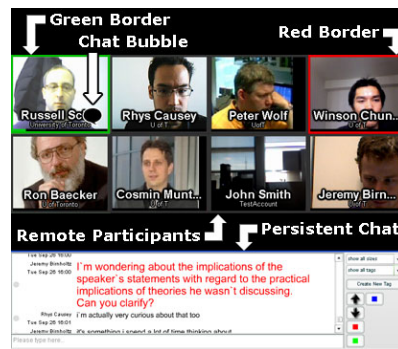 Green Border
Red Border
Chat Bubble
Russell Sc
University of Toronto
Rhys Causey
U of T
Peter Wolf
UofT
Winson Chun...
U of T
Ron Baecker
UofToronto
Cosmin Munt...
U of T
John Smith
TestAccount
Jeremy Birn...
U of T
Remote Participants
Persistent Chat
Tue Sep 26 16:00
Jeremy Birnholtz
Tue Sep 26 16:00
I`m wondering about the implications of the
speaker`s statements with regard to the practical
implications of theories he wasn`t discussing.
Can you clarify?
Rhys Causey
i'm actually very curious about that too
Tue Sep 26 16:01
Jeremy Birnholtz
it's something i spend a lot of time thinking about
show all sizes
show all tags
Create New Tag
Please type here..